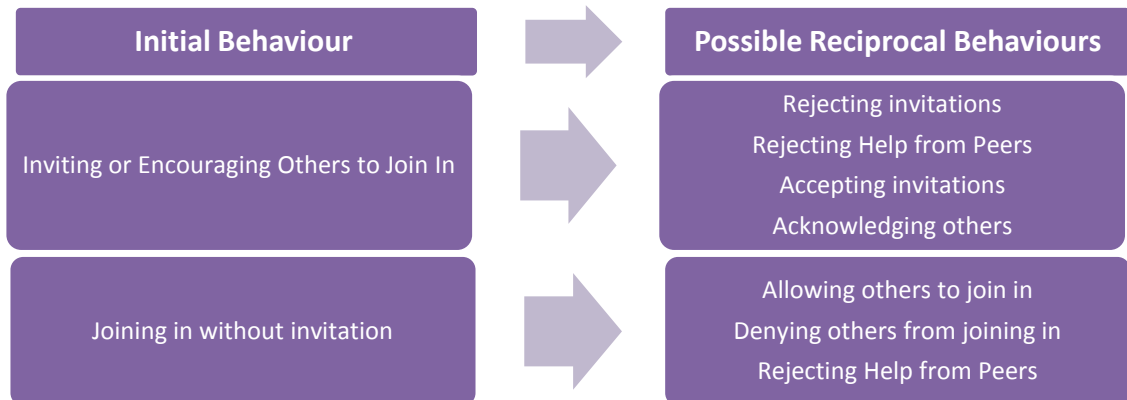 Initial Behaviour
Possible Reciprocal Behaviours
Inviting or Encouraging Others to Join In
Rejecting invitations
Rejecting Help from Peers
Accepting invitations
Acknowledging others
Joining in without invitation
Allowing others to join in
Denying others from joining in
Rejecting Help from Peers